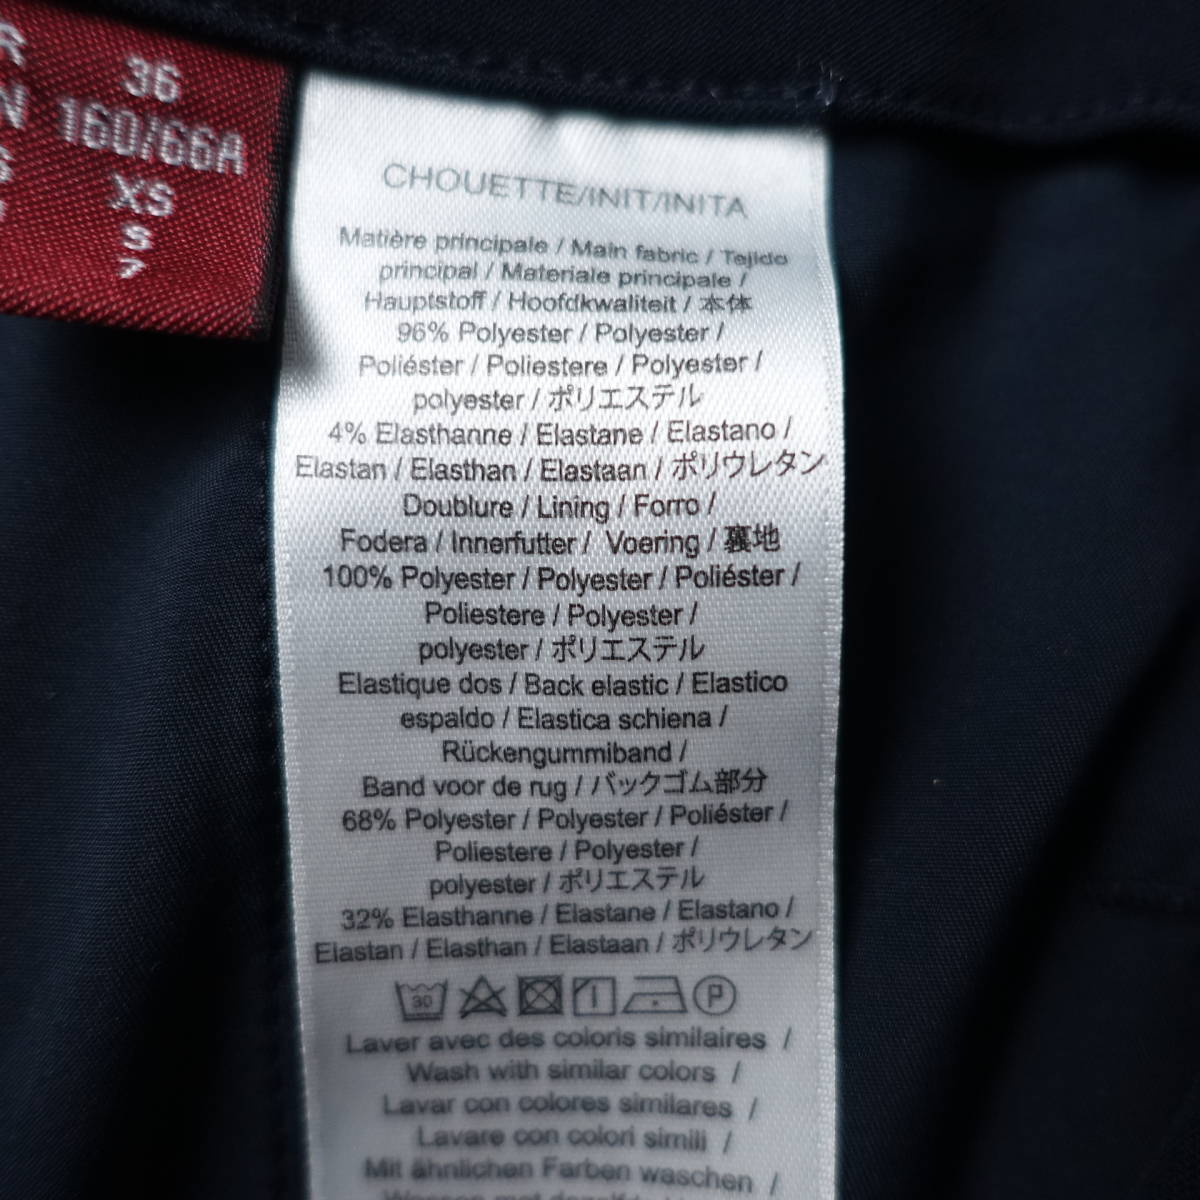 36
160/66A
XS
S
7
CHOUETTE/INIT/INITA
Matière principale / Main fabric / Tejido
principal / Materiale principale /
Hauptstoff / Hoofdkwaliteit / 本体
96% Polyester / Polyester /
Poliéster / Poliestere / Polyester /
polyester / ポリエステル
4% Elasthanne / Elastane / Elastano /
Elastan / Elasthan / Elastaan / ポリウレタン
Doublure / Lining / Forro /
Fodera / Innerfutter / Voering / 裏地
100% Polyester / Polyester / Poliéster /
Poliestere / Polyester /
polyester / ポリエステル
Elastique dos / Back elastic / Elastico
espaldo / Elastica schiena /
Rückengummiband /
Band voor de rug / バックゴム部分
68% Polyester / Polyester / Poliéster /
Poliestere / Polyester /
polyester / ポリエステル
32% Elasthanne / Elastane / Elastano /
Elastan / Elasthan / Elastaan / ポリウレタン
30 P
Laver avec des coloris similaires /
Wash with similar colors /
Lavar con colores similares /
Lavare con colori simili /
Mit ähnlichen Farben waschen /